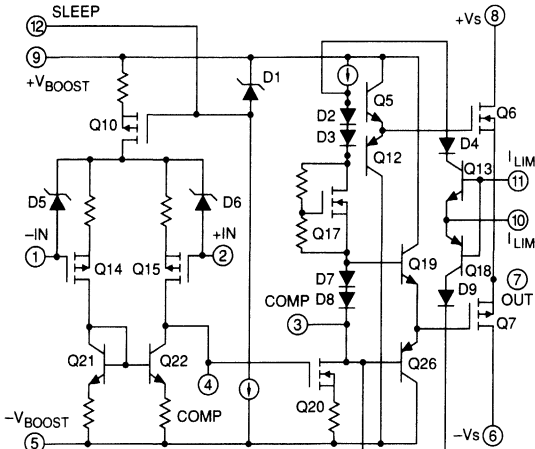 SLEEP
12
+Vs 8
9
+VBOOST
D1
Q5
Q10
D2
D3
Q6
D4
Q12
Q13
ILIM
11
D5
D6
Q17
10
ILIM
−IN
+IN
1
Q14
Q15
2
Q19
Q18
7
D7
D9
OUT
COMP
D8
Q7
3
Q21
Q22
4
Q26
Q20
COMP
−VBOOST
5
−Vs 6